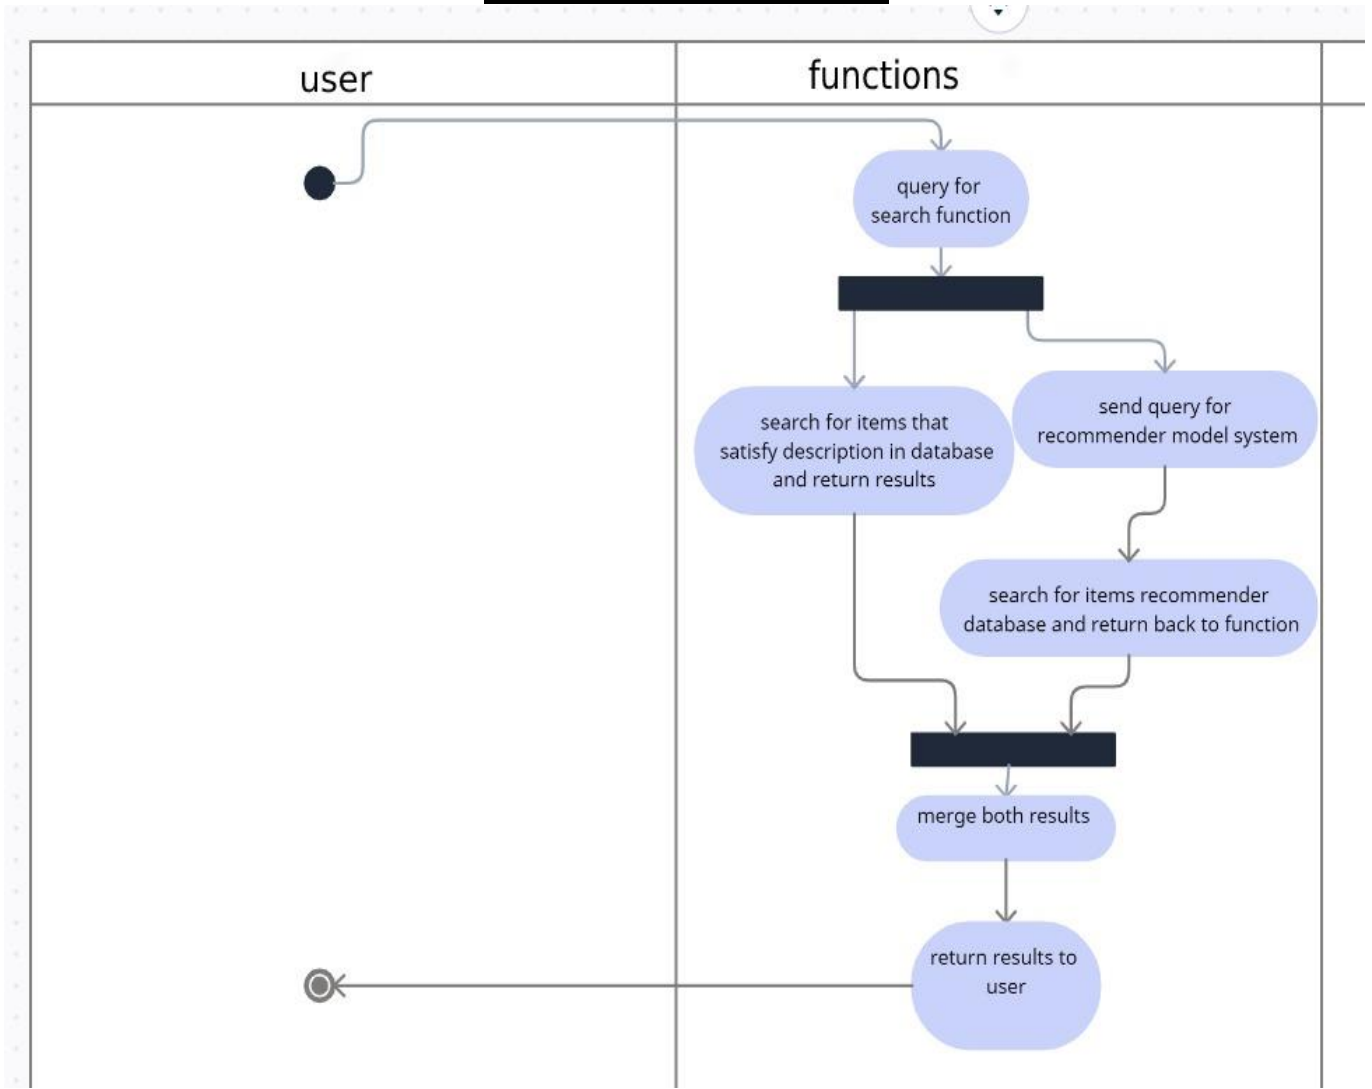 user
functions
query for
search function
search for items that
satisfy description in database
and return results
send query for
recommender model system
search for items recommender
database and return back to function
merge both results
return results to
user